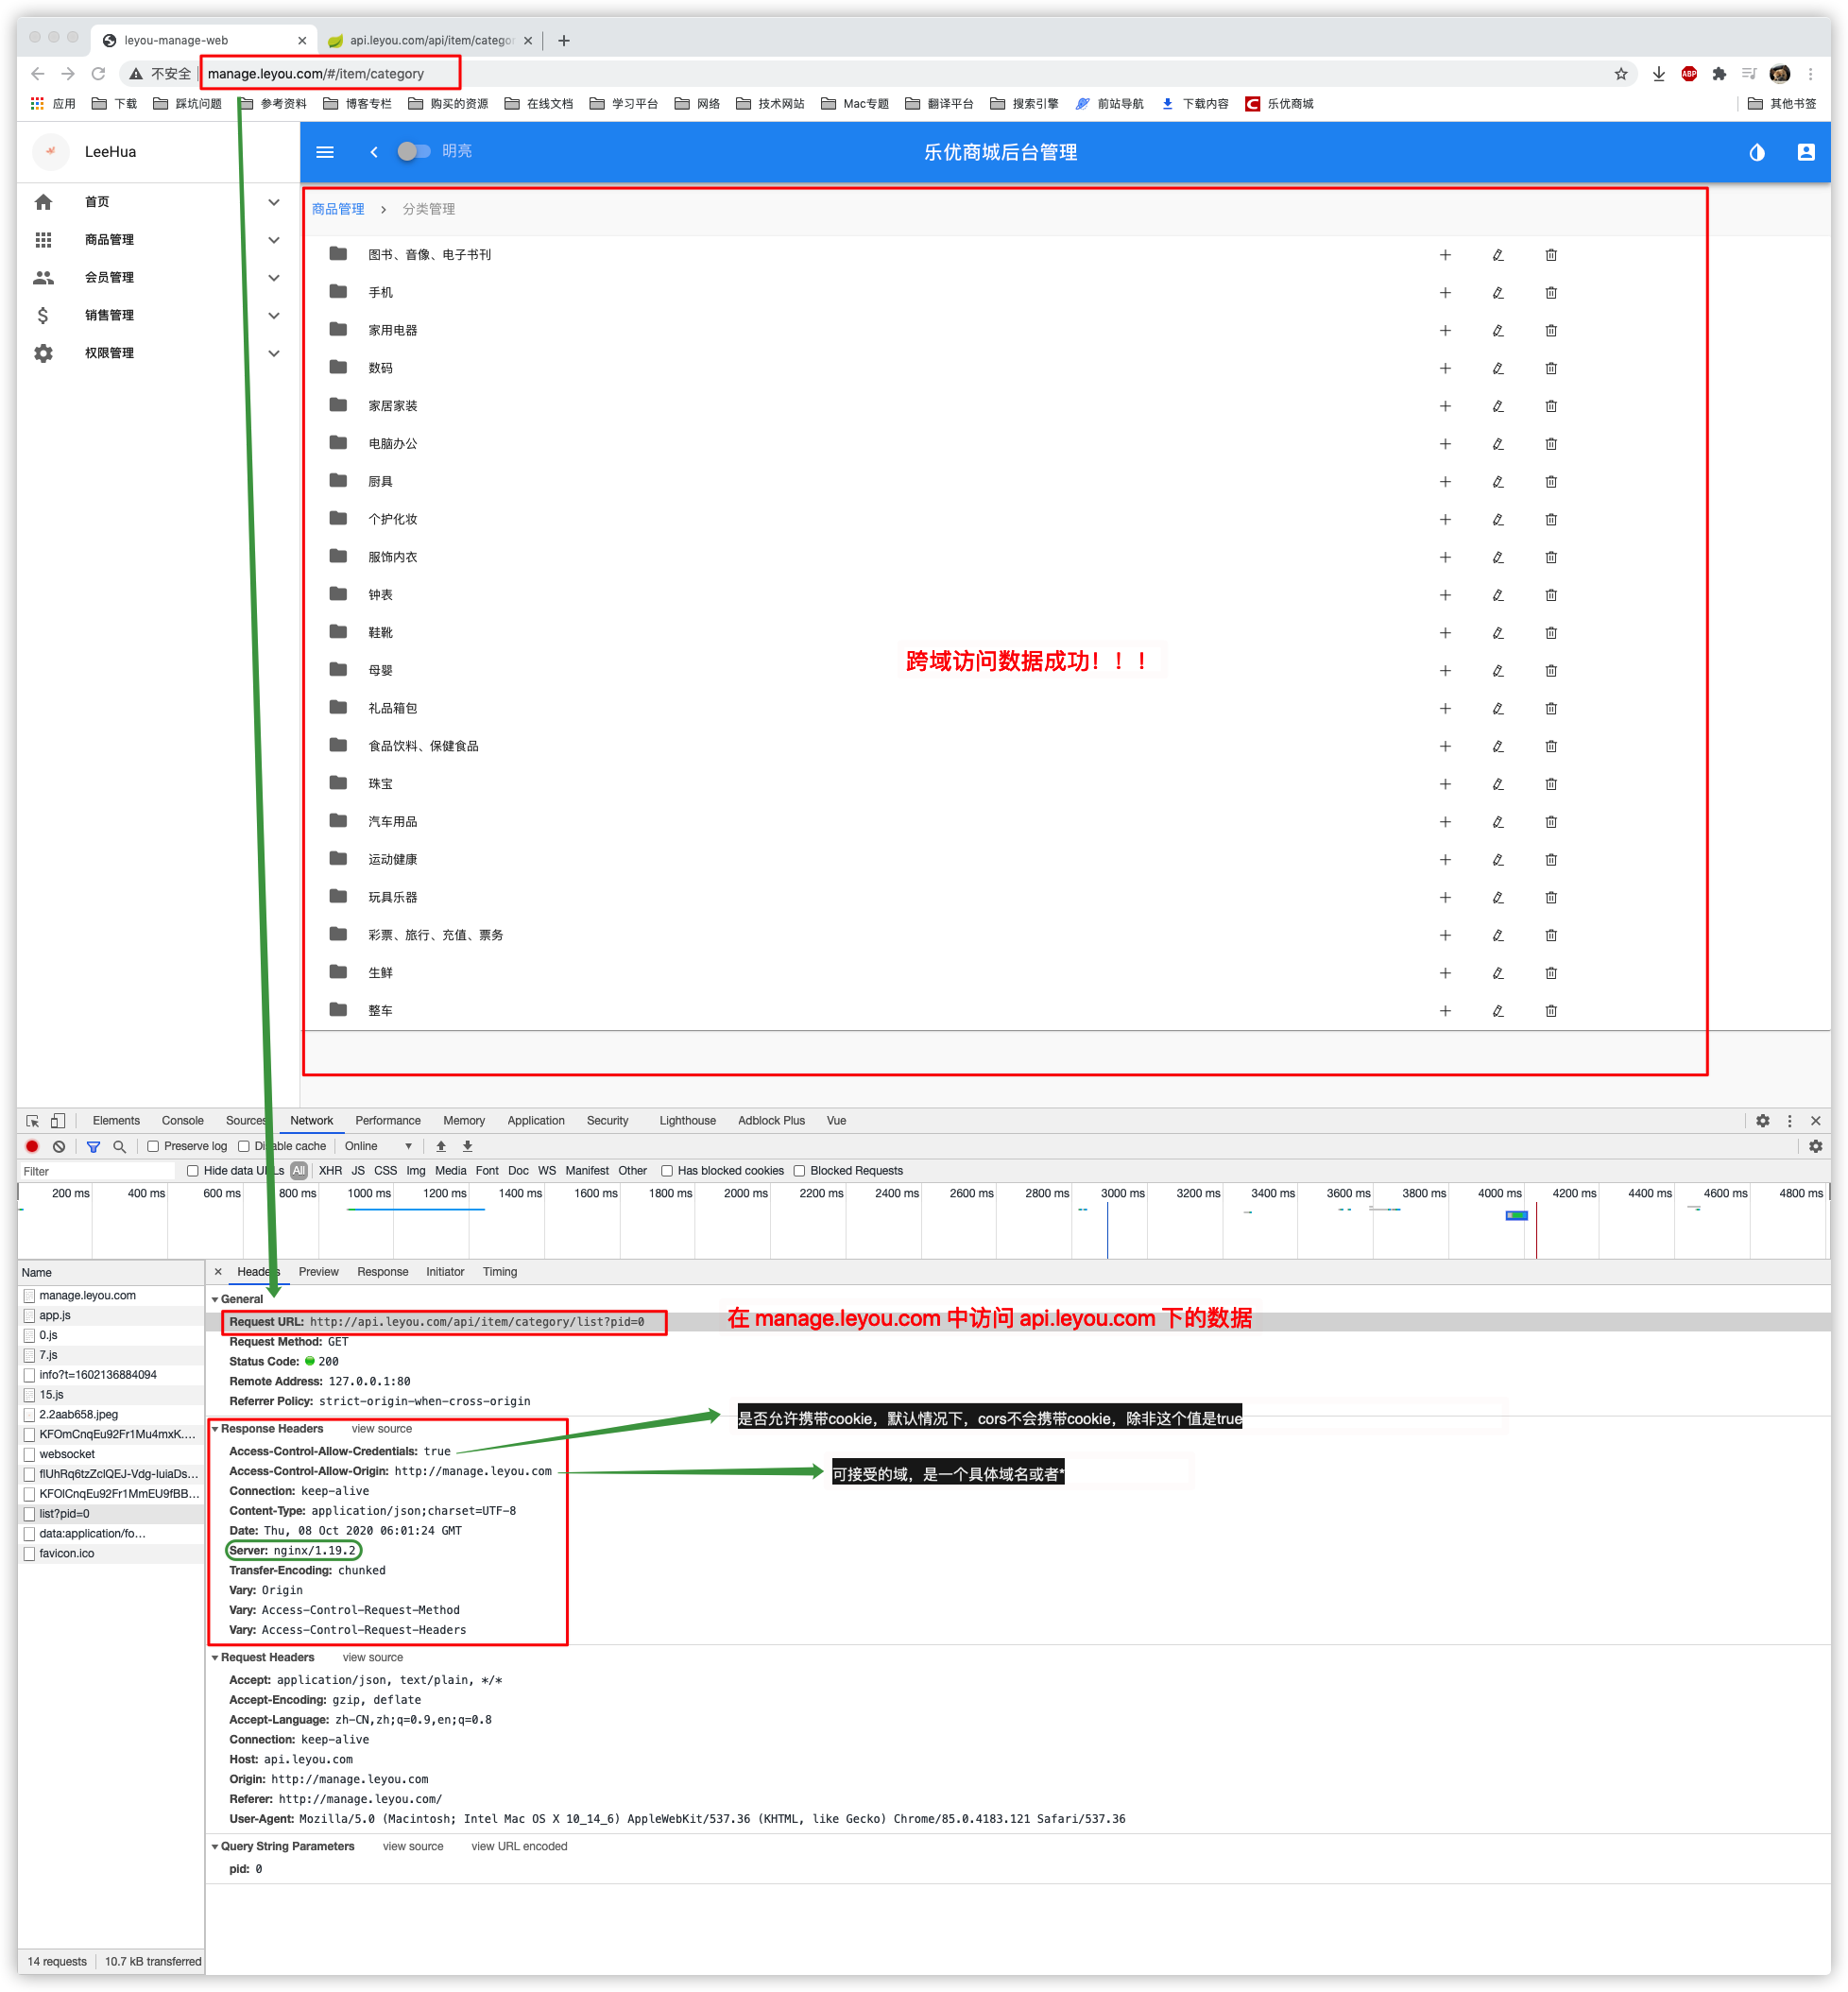 leyou-manage-web
api.leyou.com/api/item/catego
不安全
manage.leyou.com/#/item/category
应用 下载 踩坑问题 参考资料 博客专栏 购买的资源 在线文档 学习平台 网络 技术网站 Mac专题 翻译平台 搜索引擎 前站导航 下载内容 乐优商城 其他书签
LeeHua
明亮
乐优商城后台管理
首页
商品管理
会员管理
销售管理
权限管理
商品管理 > 分类管理
图书、音像、电子书刊
手机
家用电器
数码
家居家装
电脑办公
厨具
个护化妆
服饰内衣
钟表
鞋靴
母婴
跨域访问数据成功！！！
礼品箱包
食品饮料、保健食品
珠宝
汽车用品
运动健康
玩具乐器
彩票、旅行、充值、票务
生鲜
整车
Elements Console Sources Network Performance Memory Application Security Lighthouse Adblock Plus Vue
Preserve log Disable cache Online
Filter Hide data URLs All XHR JS CSS Img Media Font Doc WS Manifest Other Has blocked cookies Blocked Requests
200 ms 400 ms 600 ms 800 ms 1000 ms 1200 ms 1400 ms 1600 ms 1800 ms 2000 ms 2200 ms 2400 ms 2600 ms 2800 ms 3000 ms 3200 ms 3400 ms 3600 ms 3800 ms 4000 ms 4200 ms 4400 ms 4600 ms 4800 ms
Name
manage.leyou.com
app.js
0.js
7.js
info?t=1602136884094
15.js
2.2aab658.jpeg
KFOmCnqEu92Fr1Mu4mxK....
websocket
flUhRq6tzZclQEJ-Vdg-IuiaDs...
KFOlCnqEu92Fr1MmEU9fBB...
list?pid=0
data:application/fo...
favicon.ico
14 requests 10.7 kB transferred
Headers Preview Response Initiator Timing
General
Request URL: http://api.leyou.com/api/item/category/list?pid=0
在 manage.leyou.com 中访问 api.leyou.com 下的数据
Request Method: GET
Status Code: 200
Remote Address: 127.0.0.1:80
Referrer Policy: strict-origin-when-cross-origin
是否允许携带cookie，默认情况下，cors不会携带cookie，除非这个值是true
Response Headers view source
Access-Control-Allow-Credentials: true
Access-Control-Allow-Origin: http://manage.leyou.com
可接受的域，是一个具体域名或者*
Connection: keep-alive
Content-Type: application/json;charset=UTF-8
Date: Thu, 08 Oct 2020 06:01:24 GMT
Server: nginx/1.19.2
Transfer-Encoding: chunked
Vary: Origin
Vary: Access-Control-Request-Method
Vary: Access-Control-Request-Headers
Request Headers view source
Accept: application/json, text/plain, */*
Accept-Encoding: gzip, deflate
Accept-Language: zh-CN,zh;q=0.9,en;q=0.8
Connection: keep-alive
Host: api.leyou.com
Origin: http://manage.leyou.com
Referer: http://manage.leyou.com/
User-Agent: Mozilla/5.0 (Macintosh; Intel Mac OS X 10_14_6) AppleWebKit/537.36 (KHTML, like Gecko) Chrome/85.0.4183.121 Safari/537.36
Query String Parameters view source view URL encoded
pid: 0